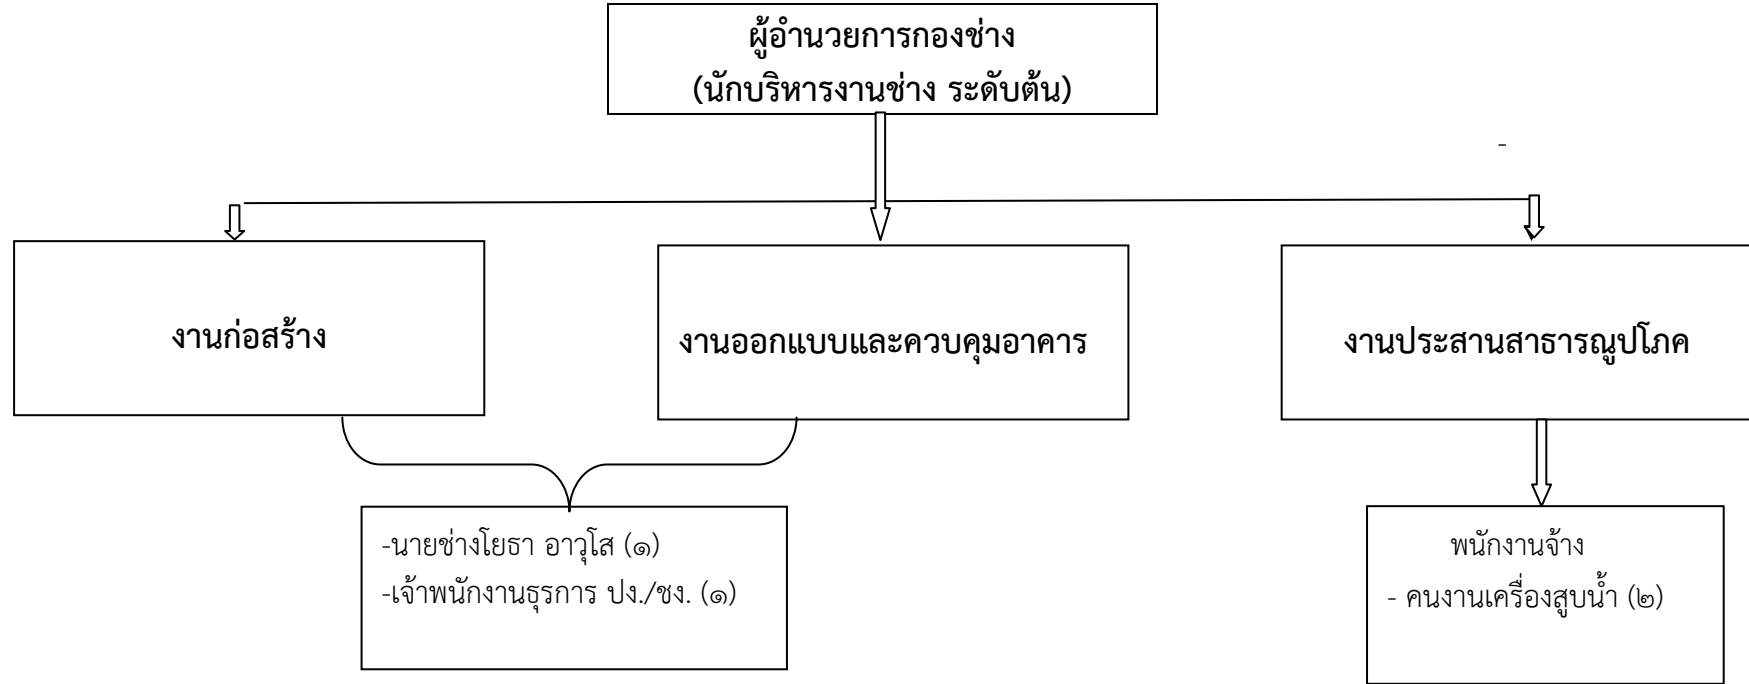 ผู้อำนวยการกองช่าง
(นักบริหารงานช่าง ระดับต้น)
-
งานก่อสร้าง
งานออกแบบและควบคุมอาคาร
งานประสานสาธารณูปโภค
-นายช่างโยธา อาวุโส (๑)
-เจ้าพนักงานธุรการ ปง./ชง. (๑)
พนักงานจ้าง
- คนงานเครื่องสูบน้ำ (๒)